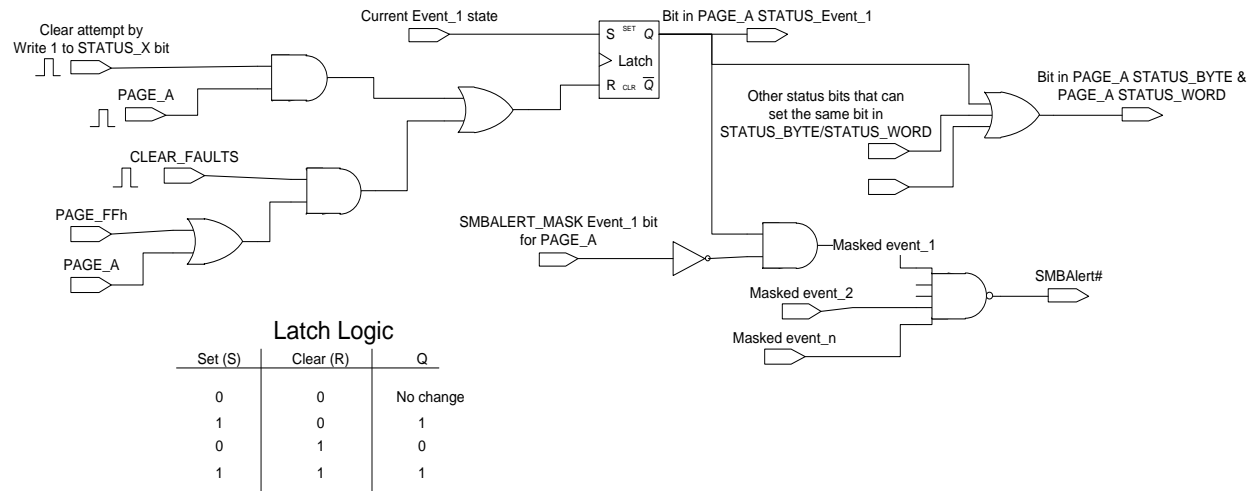 Clear attempt by
Write 1 to STATUS_X bit
PAGE_A
CLEAR_FAULTS
PAGE_FFh
PAGE_A
Current Event_1 state
S SET Q
Latch
R CLR Q
Bit in PAGE_A STATUS_Event_1
Other status bits that can
set the same bit in
STATUS_BYTE/STATUS_WORD
Bit in PAGE_A STATUS_BYTE &
PAGE_A STATUS_WORD
SMBALERT_MASK Event_1 bit
for PAGE_A
Masked event_1
Masked event_2
Masked event_n
SMBAlert#
Latch Logic
Set (S) Clear (R) Q
0 0 No change
1 0 1
0 1 0
1 1 1